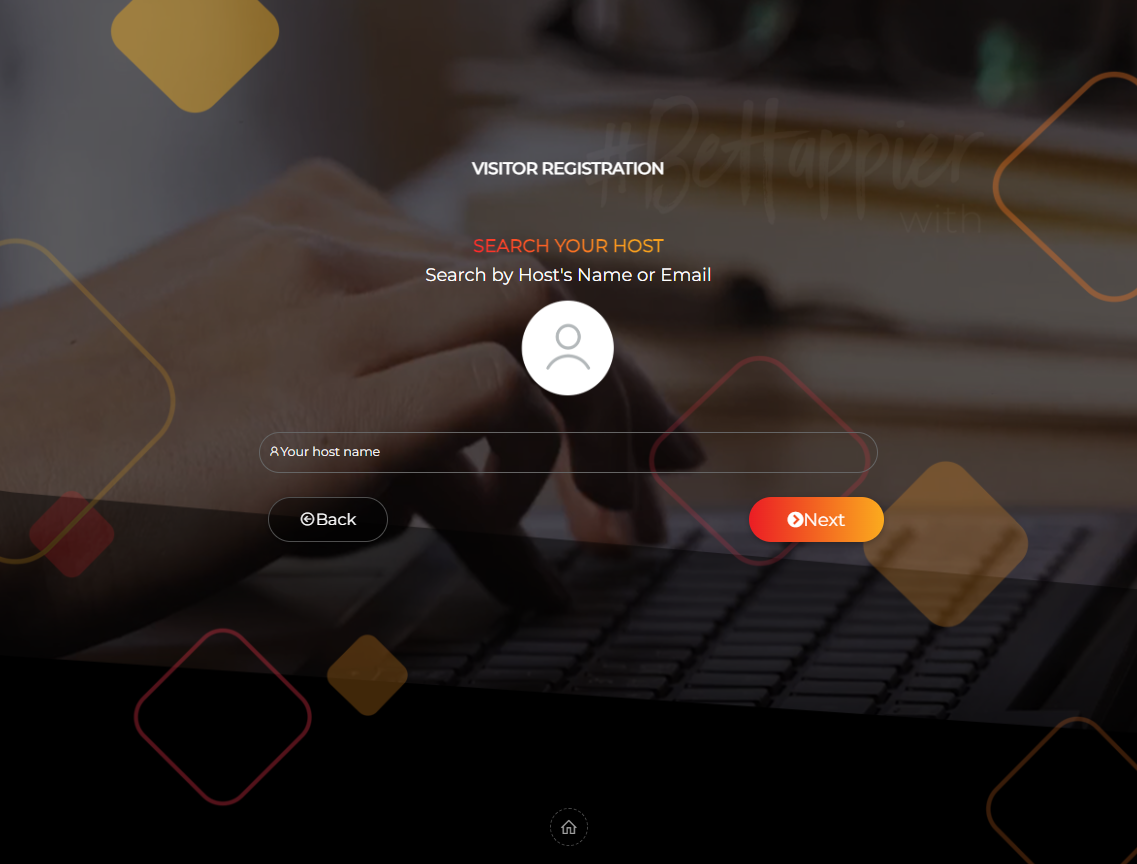 #BeHappier
with
VISITOR REGISTRATION
SEARCH YOUR HOST
Search by Host's Name or Email
Your host name
Back
Next